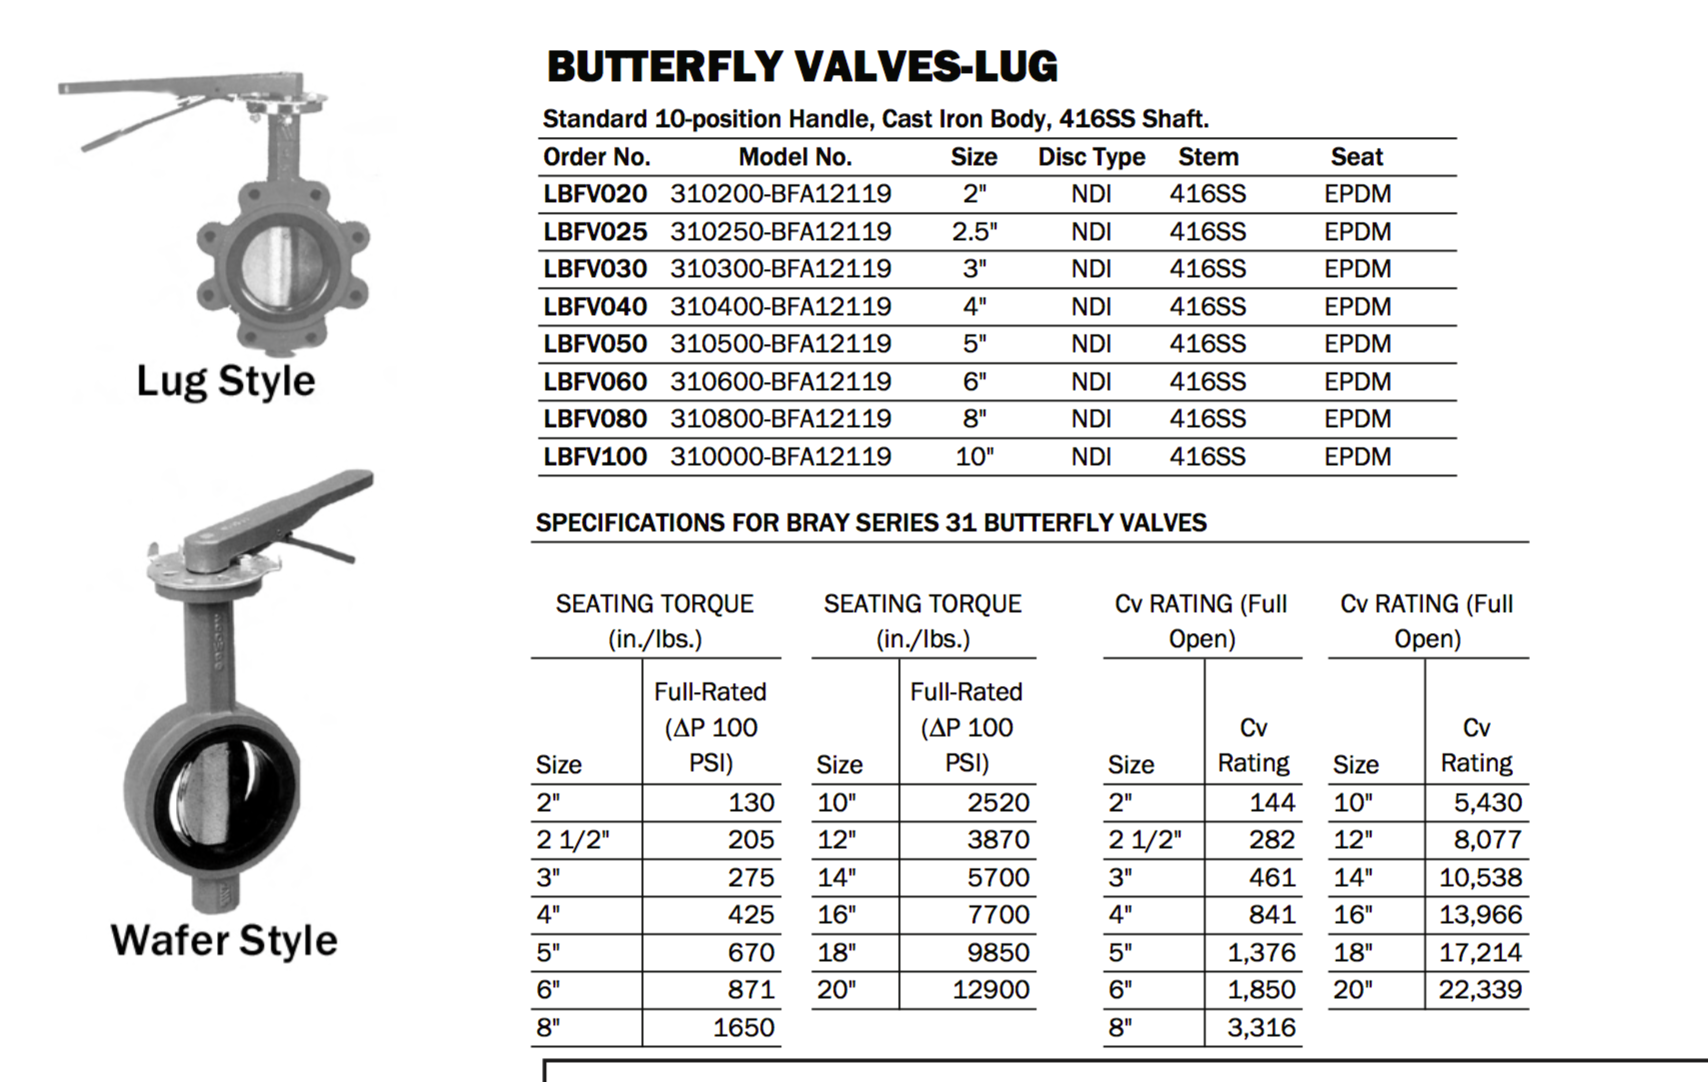 BUTTERFLY VALVES-LUG
Standard 10-position Handle, Cast Iron Body, 416SS Shaft.
Order No. Model No. Size Disc Type Stem Seat
LBFV020 310200-BFA12119 2" NDI 416SS EPDM
LBFV025 310250-BFA12119 2.5" NDI 416SS EPDM
LBFV030 310300-BFA12119 3" NDI 416SS EPDM
LBFV040 310400-BFA12119 4" NDI 416SS EPDM
LBFV050 310500-BFA12119 5" NDI 416SS EPDM
LBFV060 310600-BFA12119 6" NDI 416SS EPDM
LBFV080 310800-BFA12119 8" NDI 416SS EPDM
LBFV100 310000-BFA12119 10" NDI 416SS EPDM
Lug Style
Wafer Style
SPECIFICATIONS FOR BRAY SERIES 31 BUTTERFLY VALVES
SEATING TORQUE SEATING TORQUE Cv RATING (Full Cv RATING (Full
(in./lbs.) (in./lbs.) Open) Open)
Full-Rated Full-Rated
(ΔP 100 (ΔP 100 Cv Cv
Size PSI) Size PSI) Size Rating Size Rating
2" 130 10" 2520 2" 144 10" 5,430
2 1/2" 205 12" 3870 2 1/2" 282 12" 8,077
3" 275 14" 5700 3" 461 14" 10,538
4" 425 16" 7700 4" 841 16" 13,966
5" 670 18" 9850 5" 1,376 18" 17,214
6" 871 20" 12900 6" 1,850 20" 22,339
8" 1650 8" 3,316